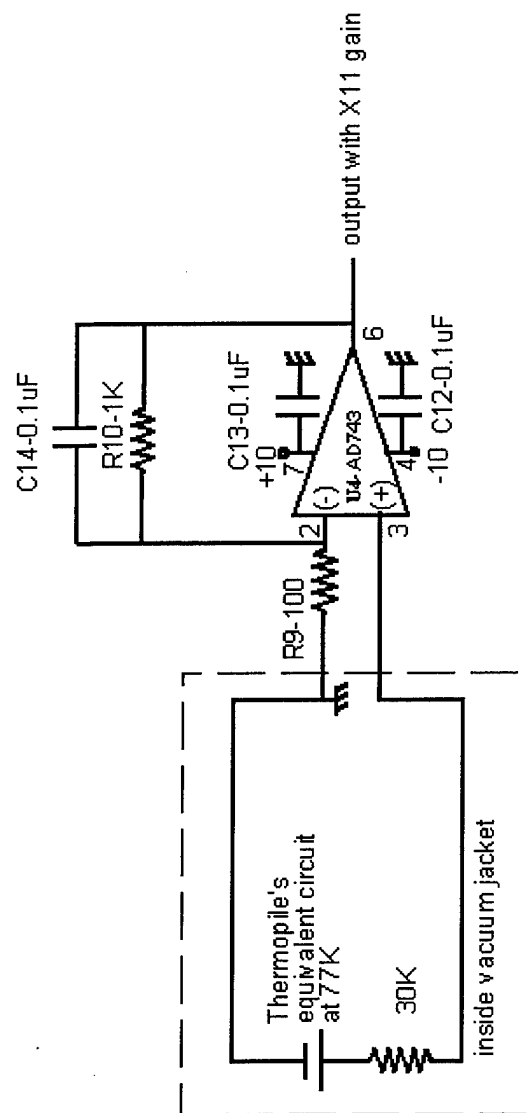 C14-0.1uF
R10-1K
C13-0.1uF
+10
7
2
(-)
U4-AD743
6
output with X11 gain
(+)
3
4
-10
C12-0.1uF
R9-100
Thermopile's
equivalent circuit
at 77K
30K
inside vacuum jacket